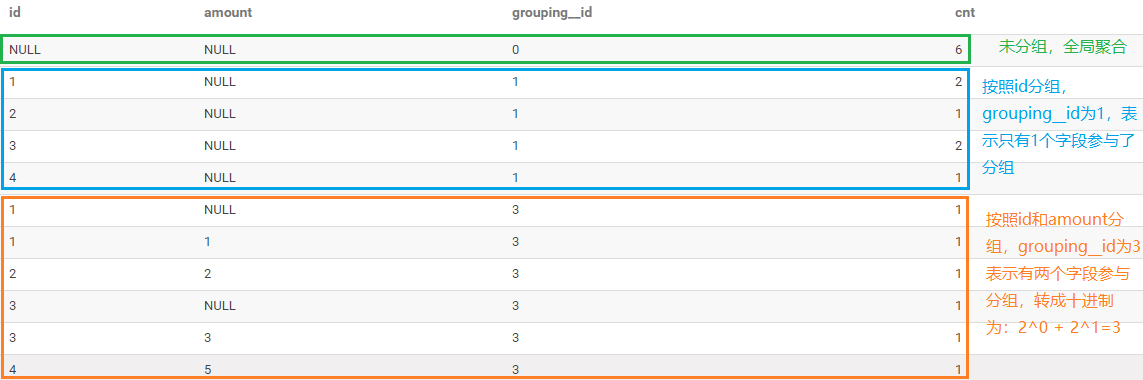 id amount grouping__id cnt
NULL NULL 0 6 未分组，全局聚合
1 NULL 1 2 按照id分组，
2 NULL 1 1 grouping__id为1，表
3 NULL 1 2 示只有1个字段参与了
4 NULL 1 1 分组
1 NULL 3 1 按照id和amount分
1 1 3 1 组，grouping__id为3
2 2 3 1 表示有两个字段参与
3 NULL 3 1 分组，转成十进制
3 3 3 1 为：2^0 + 2^1=3
4 5 3 1